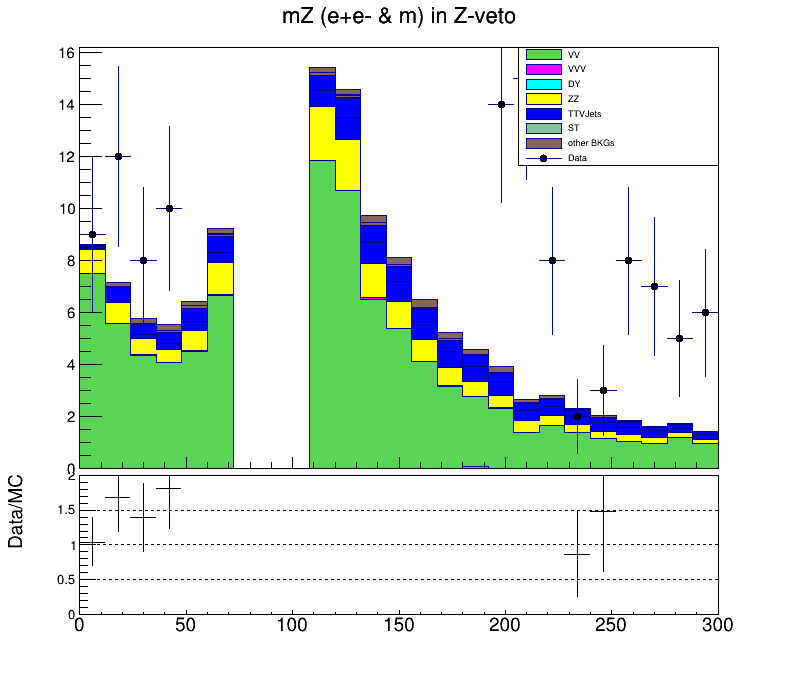 mZ (e+e- & m) in Z-veto
16
14
12
10
8
6
4
2
0
VV
VVV
DY
ZZ
TTVJets
ST
other BKGs
Data
Data/MC
2
1.5
1
0.5
0
0 50 100 150 200 250 300